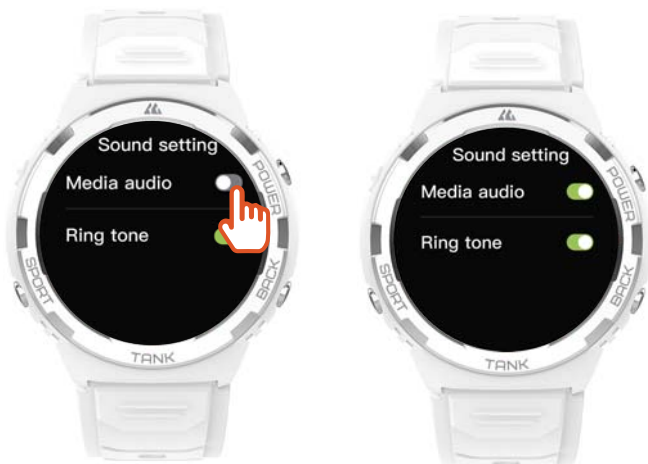 Sound setting
Media audio
Ring tone
POWER
BACK
SPORT
TANK
Sound setting
Media audio
Ring tone
POWER
BACK
SPORT
TANK